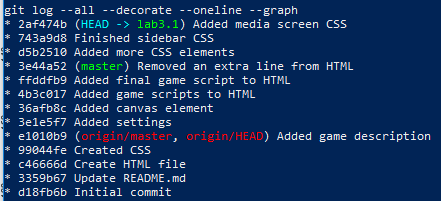 git log --all --decorate --oneline --graph
* 2af474b (HEAD -> lab3.1) Added media screen CSS
* 743a9d8 Finished sidebar CSS
* d5b2510 Added more CSS elements
* 3e44a52 (master) Removed an extra line from HTML
* ffddfb9 Added final game script to HTML
* 4b3c017 Added game scripts to HTML
* 36afb8c Added canvas element
* 3e1e5f7 Added settings
* e1010b9 (origin/master, origin/HEAD) Added game description
* 99044fe Created CSS
* c46666d Create HTML file
* 3359b67 Update README.md
* d18fb6b Initial commit